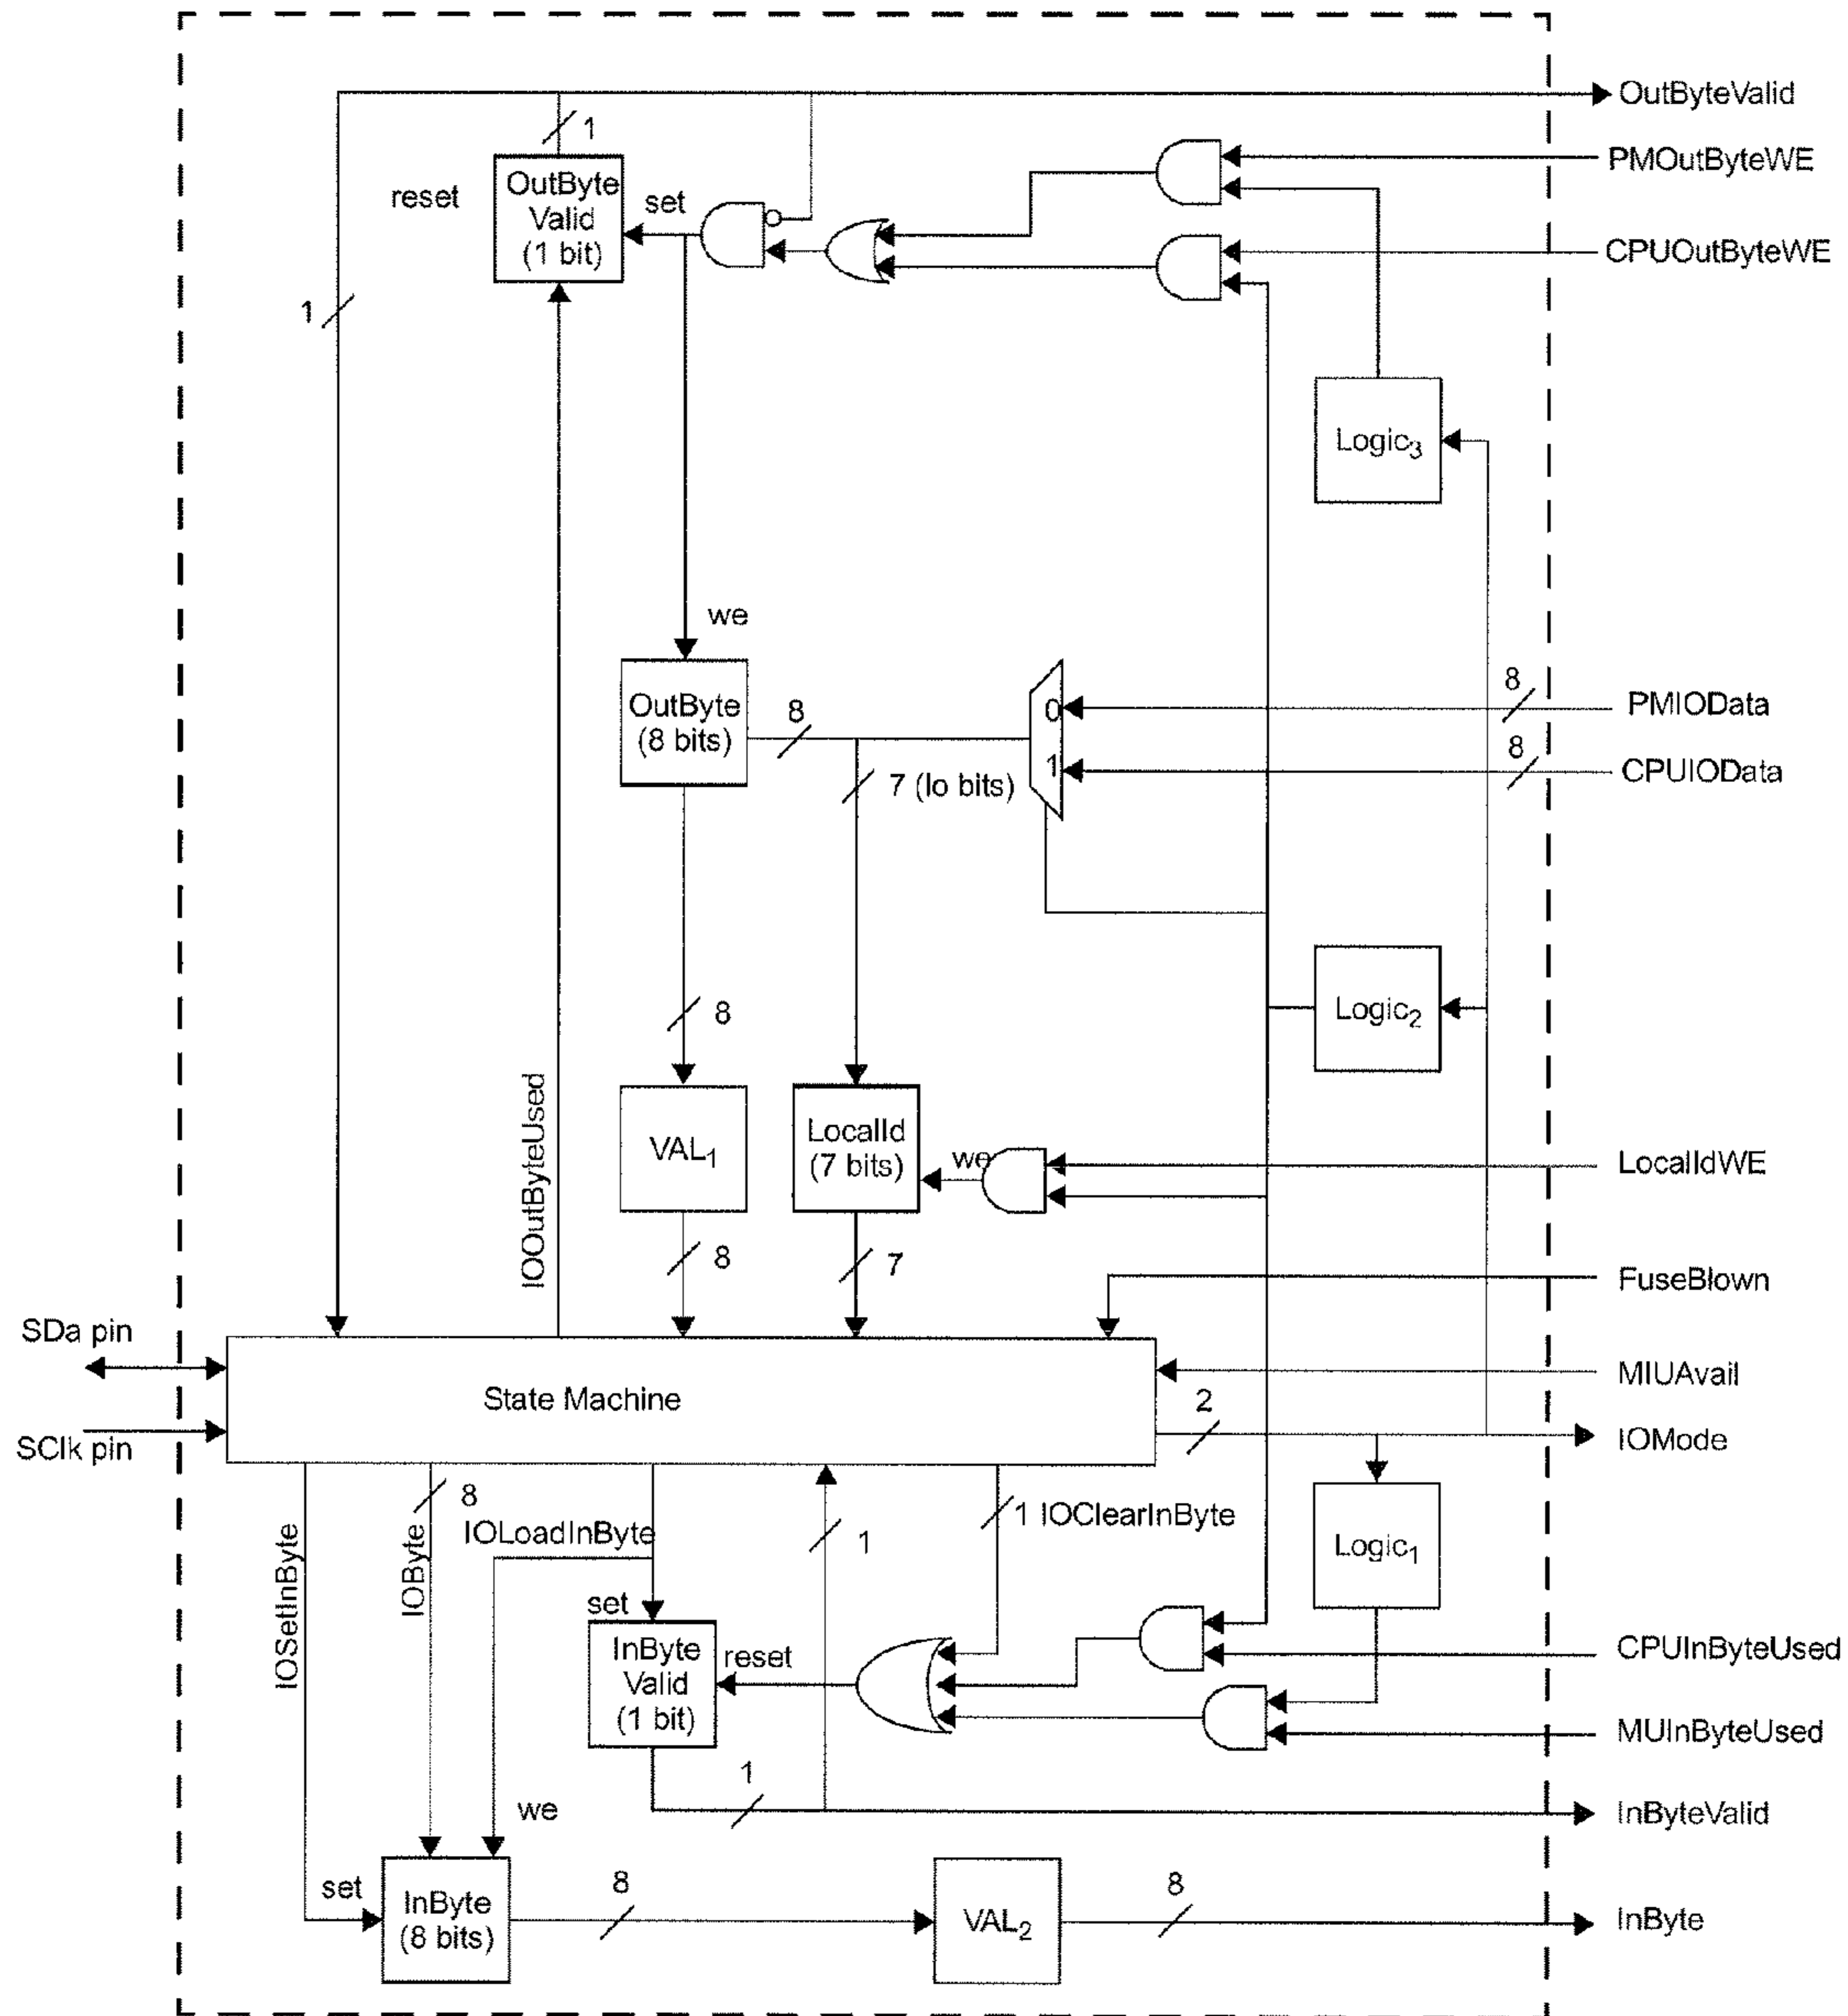 OutByteValid
1
PMOutByteWE
reset
OutByte
Valid
(1 bit)
set
CPUOutByteWE
1
Logic3
we
OutByte
(8 bits)
8
0
8
PMIOData
1
8
CPUIOData
7 (lo bits)
Logic2
8
IOOutByteUsed
VAL1
LocalId
(7 bits)
we
LocalIdWE
8
7
FuseBlown
SDa pin
MIUAvail
State Machine
2
SClk pin
IOMode
8
IOLoadInByte
1
1 IOClearInByte
Logic1
IOSetInByte
IOByte
set
InByte
Valid
(1 bit)
reset
CPUInByteUsed
MUInByteUsed
1
we
InByteValid
set
InByte
(8 bits)
8
VAL2
8
InByte